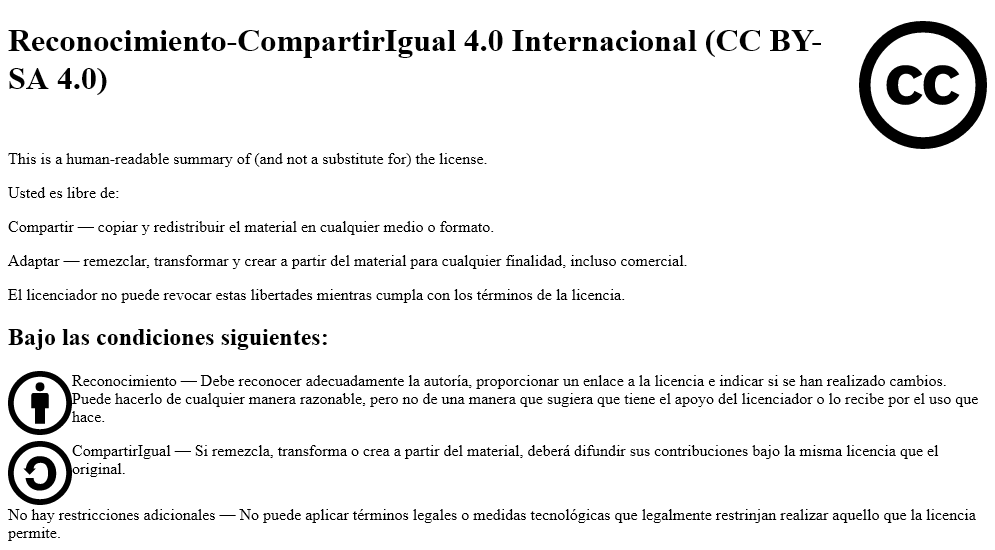 Reconocimiento-CompartirIgual 4.0 Internacional (CC BY-
SA 4.0)
cc
This is a human-readable summary of (and not a substitute for) the license.
Usted es libre de:
Compartir — copiar y redistribuir el material en cualquier medio o formato.
Adaptar — remezclar, transformar y crear a partir del material para cualquier finalidad, incluso comercial.
El licenciador no puede revocar estas libertades mientras cumpla con los términos de la licencia.
Bajo las condiciones siguientes:
Reconocimiento — Debe reconocer adecuadamente la autoría, proporcionar un enlace a la licencia e indicar si se han realizado cambios.
Puede hacerlo de cualquier manera razonable, pero no de una manera que sugiera que tiene el apoyo del licenciador o lo recibe por el uso que
hace.
CompartirIgual — Si remezcla, transforma o crea a partir del material, deberá difundir sus contribuciones bajo la misma licencia que el
original.
No hay restricciones adicionales — No puede aplicar términos legales o medidas tecnológicas que legalmente restrinjan realizar aquello que la licencia
permite.